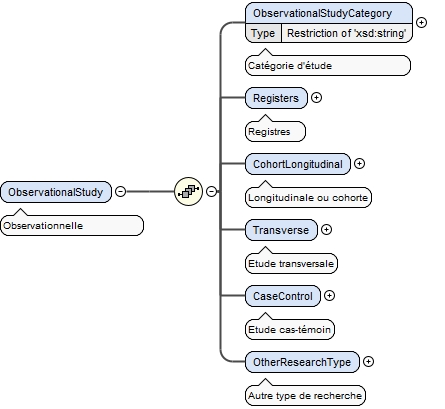 ObservationalStudyCategory
Type Restriction of 'xsd:string'
Catégorie d'étude
Registers
Registres
CohortLongitudinal
Longitudinale ou cohorte
ObservationalStudy
Observationnelle
Transverse
Etude transversale
CaseControl
Etude cas-témoin
OtherResearchType
Autre type de recherche